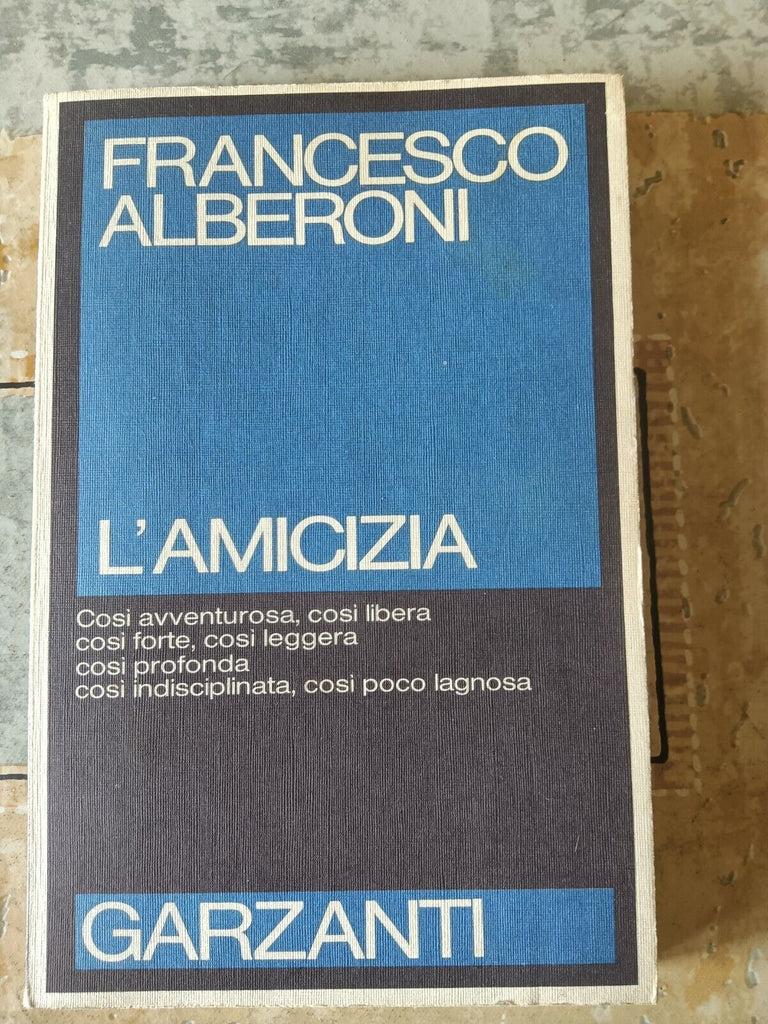 FRANCESCO
ALBERONI
L'AMICIZIA
Così avventurosa, così libera
così forte, così leggera
così profonda
così indisciplinata, così poco lagnosa
GARZANTI